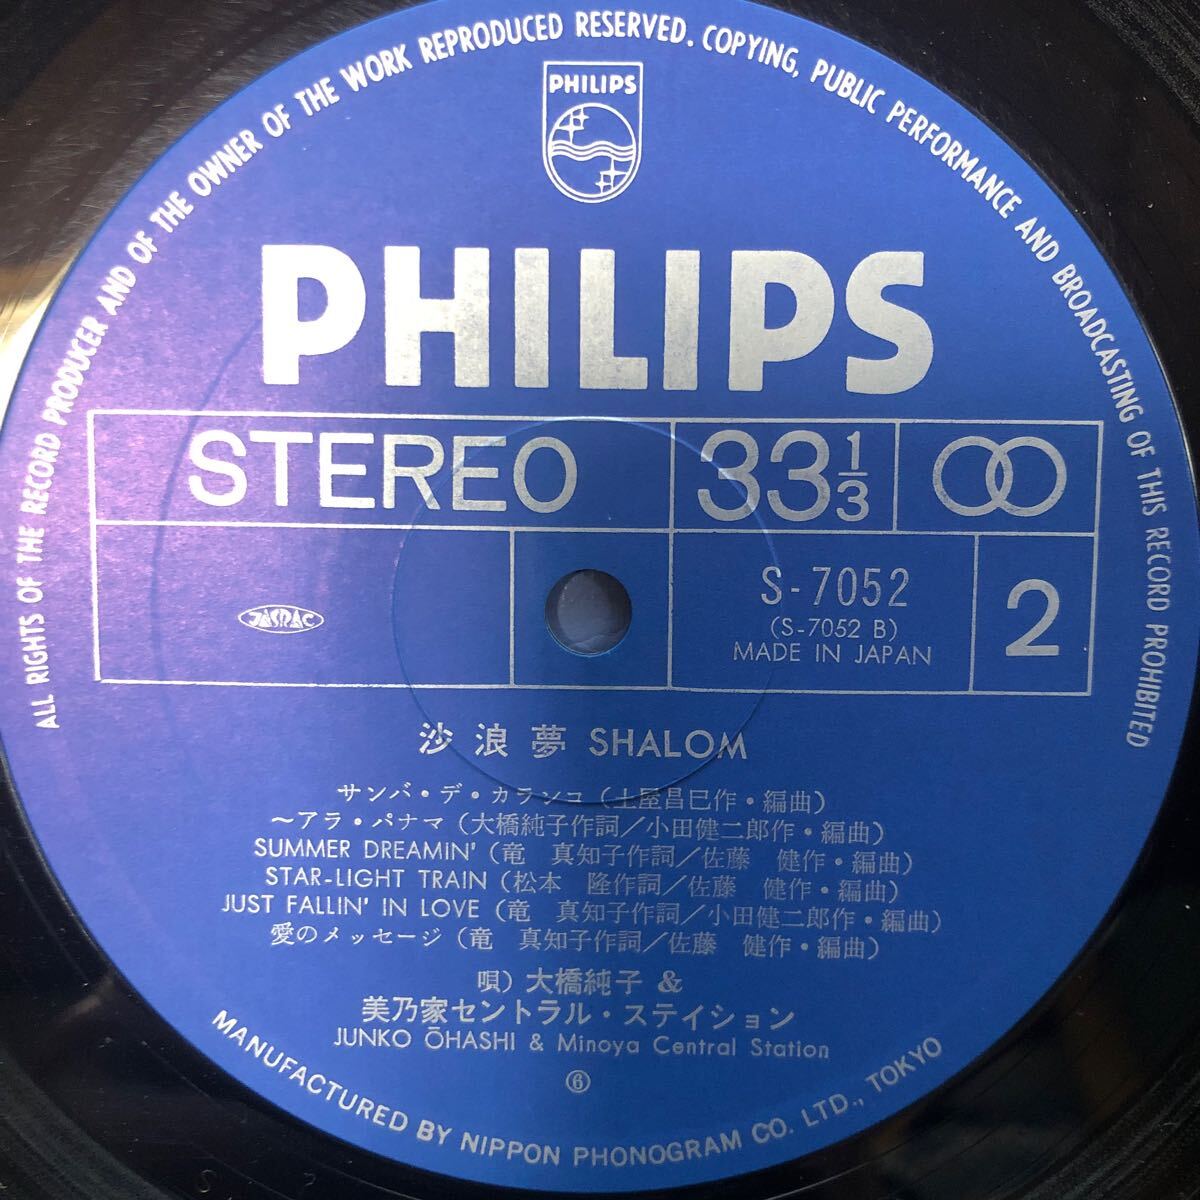 ALL RIGHTS OF THE RECORD PRODUCER AND OF THE OWNER OF THE WORK REPRODUCED RESERVED. COPYING, PUBLIC PERFORMANCE AND BROADCASTING OF THIS RECORD PROHIBITED
PHILIPS
PHILIPS
STEREO
33 1/3
JASRAC
S-7052
(S-7052 B)
MADE IN JAPAN
2
沙浪夢 SHALOM
サンバ・デ・カランコ（土屋昌巳作・編曲）
〜アラ・パナマ（大橋純子作詞／小田健二郎作・編曲）
SUMMER DREAMIN'（竜 真知子作詞／佐藤 健作・編曲）
STAR-LIGHT TRAIN（松本 隆作詞／佐藤 健作・編曲）
JUST FALLIN' IN LOVE（竜 真知子作詞／小田健二郎作・編曲）
愛のメッセージ（竜 真知子作詞／佐藤 健作・編曲）
唄）大橋純子 &
美乃家セントラル・ステイション
JUNKO ŌHASHI & Minoya Central Station
⑥
MANUFACTURED BY NIPPON PHONOGRAM CO. LTD., TOKYO